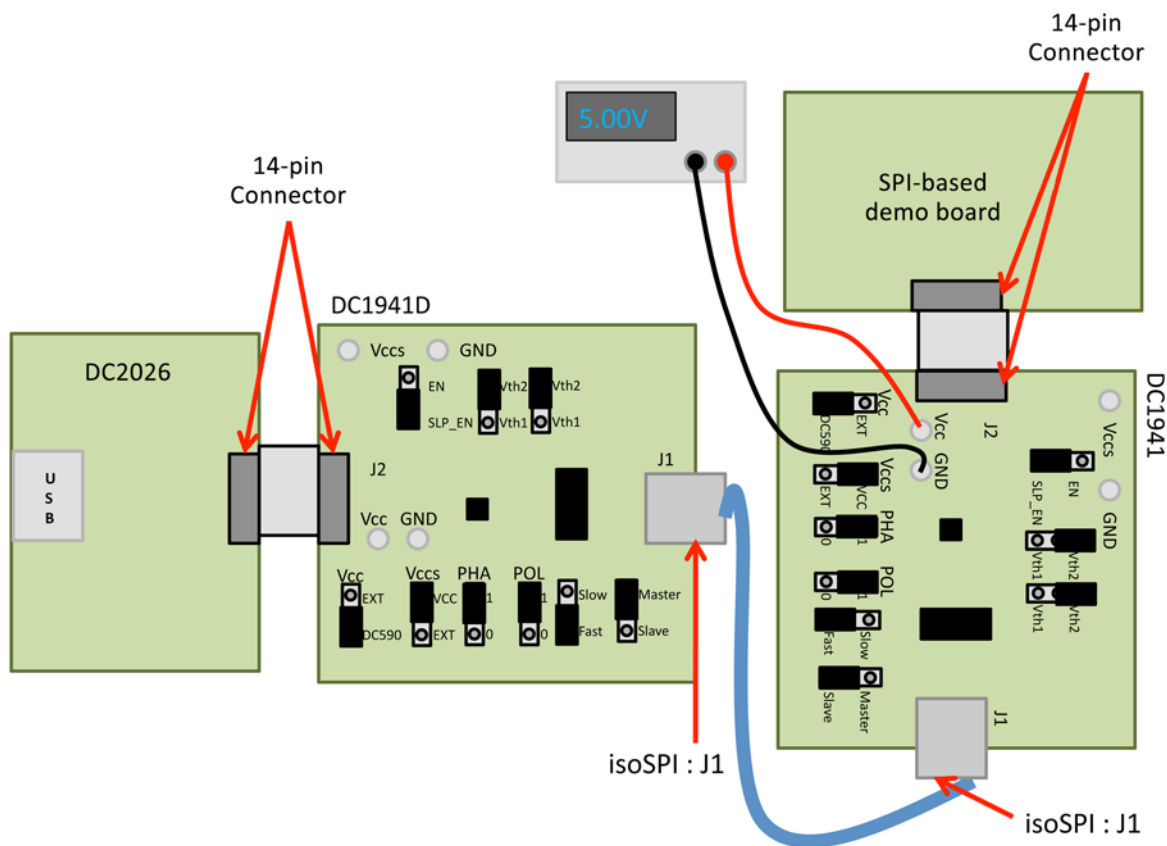 14-pin
Connector
5.00V
SPI-based
demo board
14-pin
Connector
DC1941D
DC2026
USB
Vccs
GND
EN
SLP_EN
Vth2
Vth1
Vth2
Vth1
J2
J1
Vcc
GND
Vcc
EXT
DC590
Vccs
VCC
EXT
PHA
1
0
POL
1
0
Slow
Fast
Master
Slave
isoSPI : J1
DC1941
Vcc
DC590
EXT
Vcc
GND
J2
Vccs
EXT
VCC
PHA
0
1
POL
0
1
Fast
Slow
Slave
Master
Vccs
GND
SLP_EN
EN
Vth1
Vth2
Vth1
Vth2
J1
isoSPI : J1